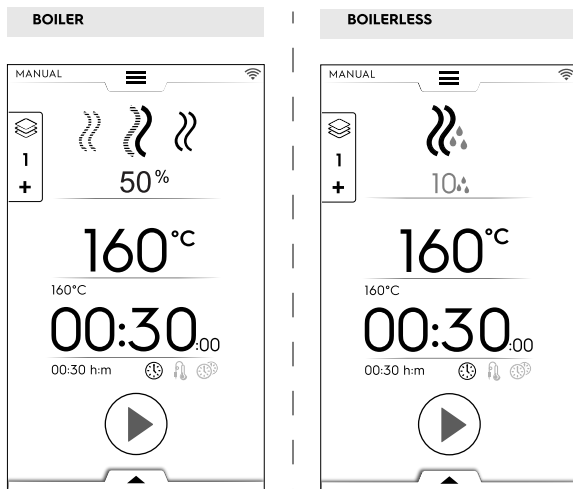 BOILER
MANUAL
1
+
50%
160°C
160°C
00:30:00
00:30 h:m
BOILERLESS
MANUAL
1
+
10
160°C
160°C
00:30:00
00:30 h:m